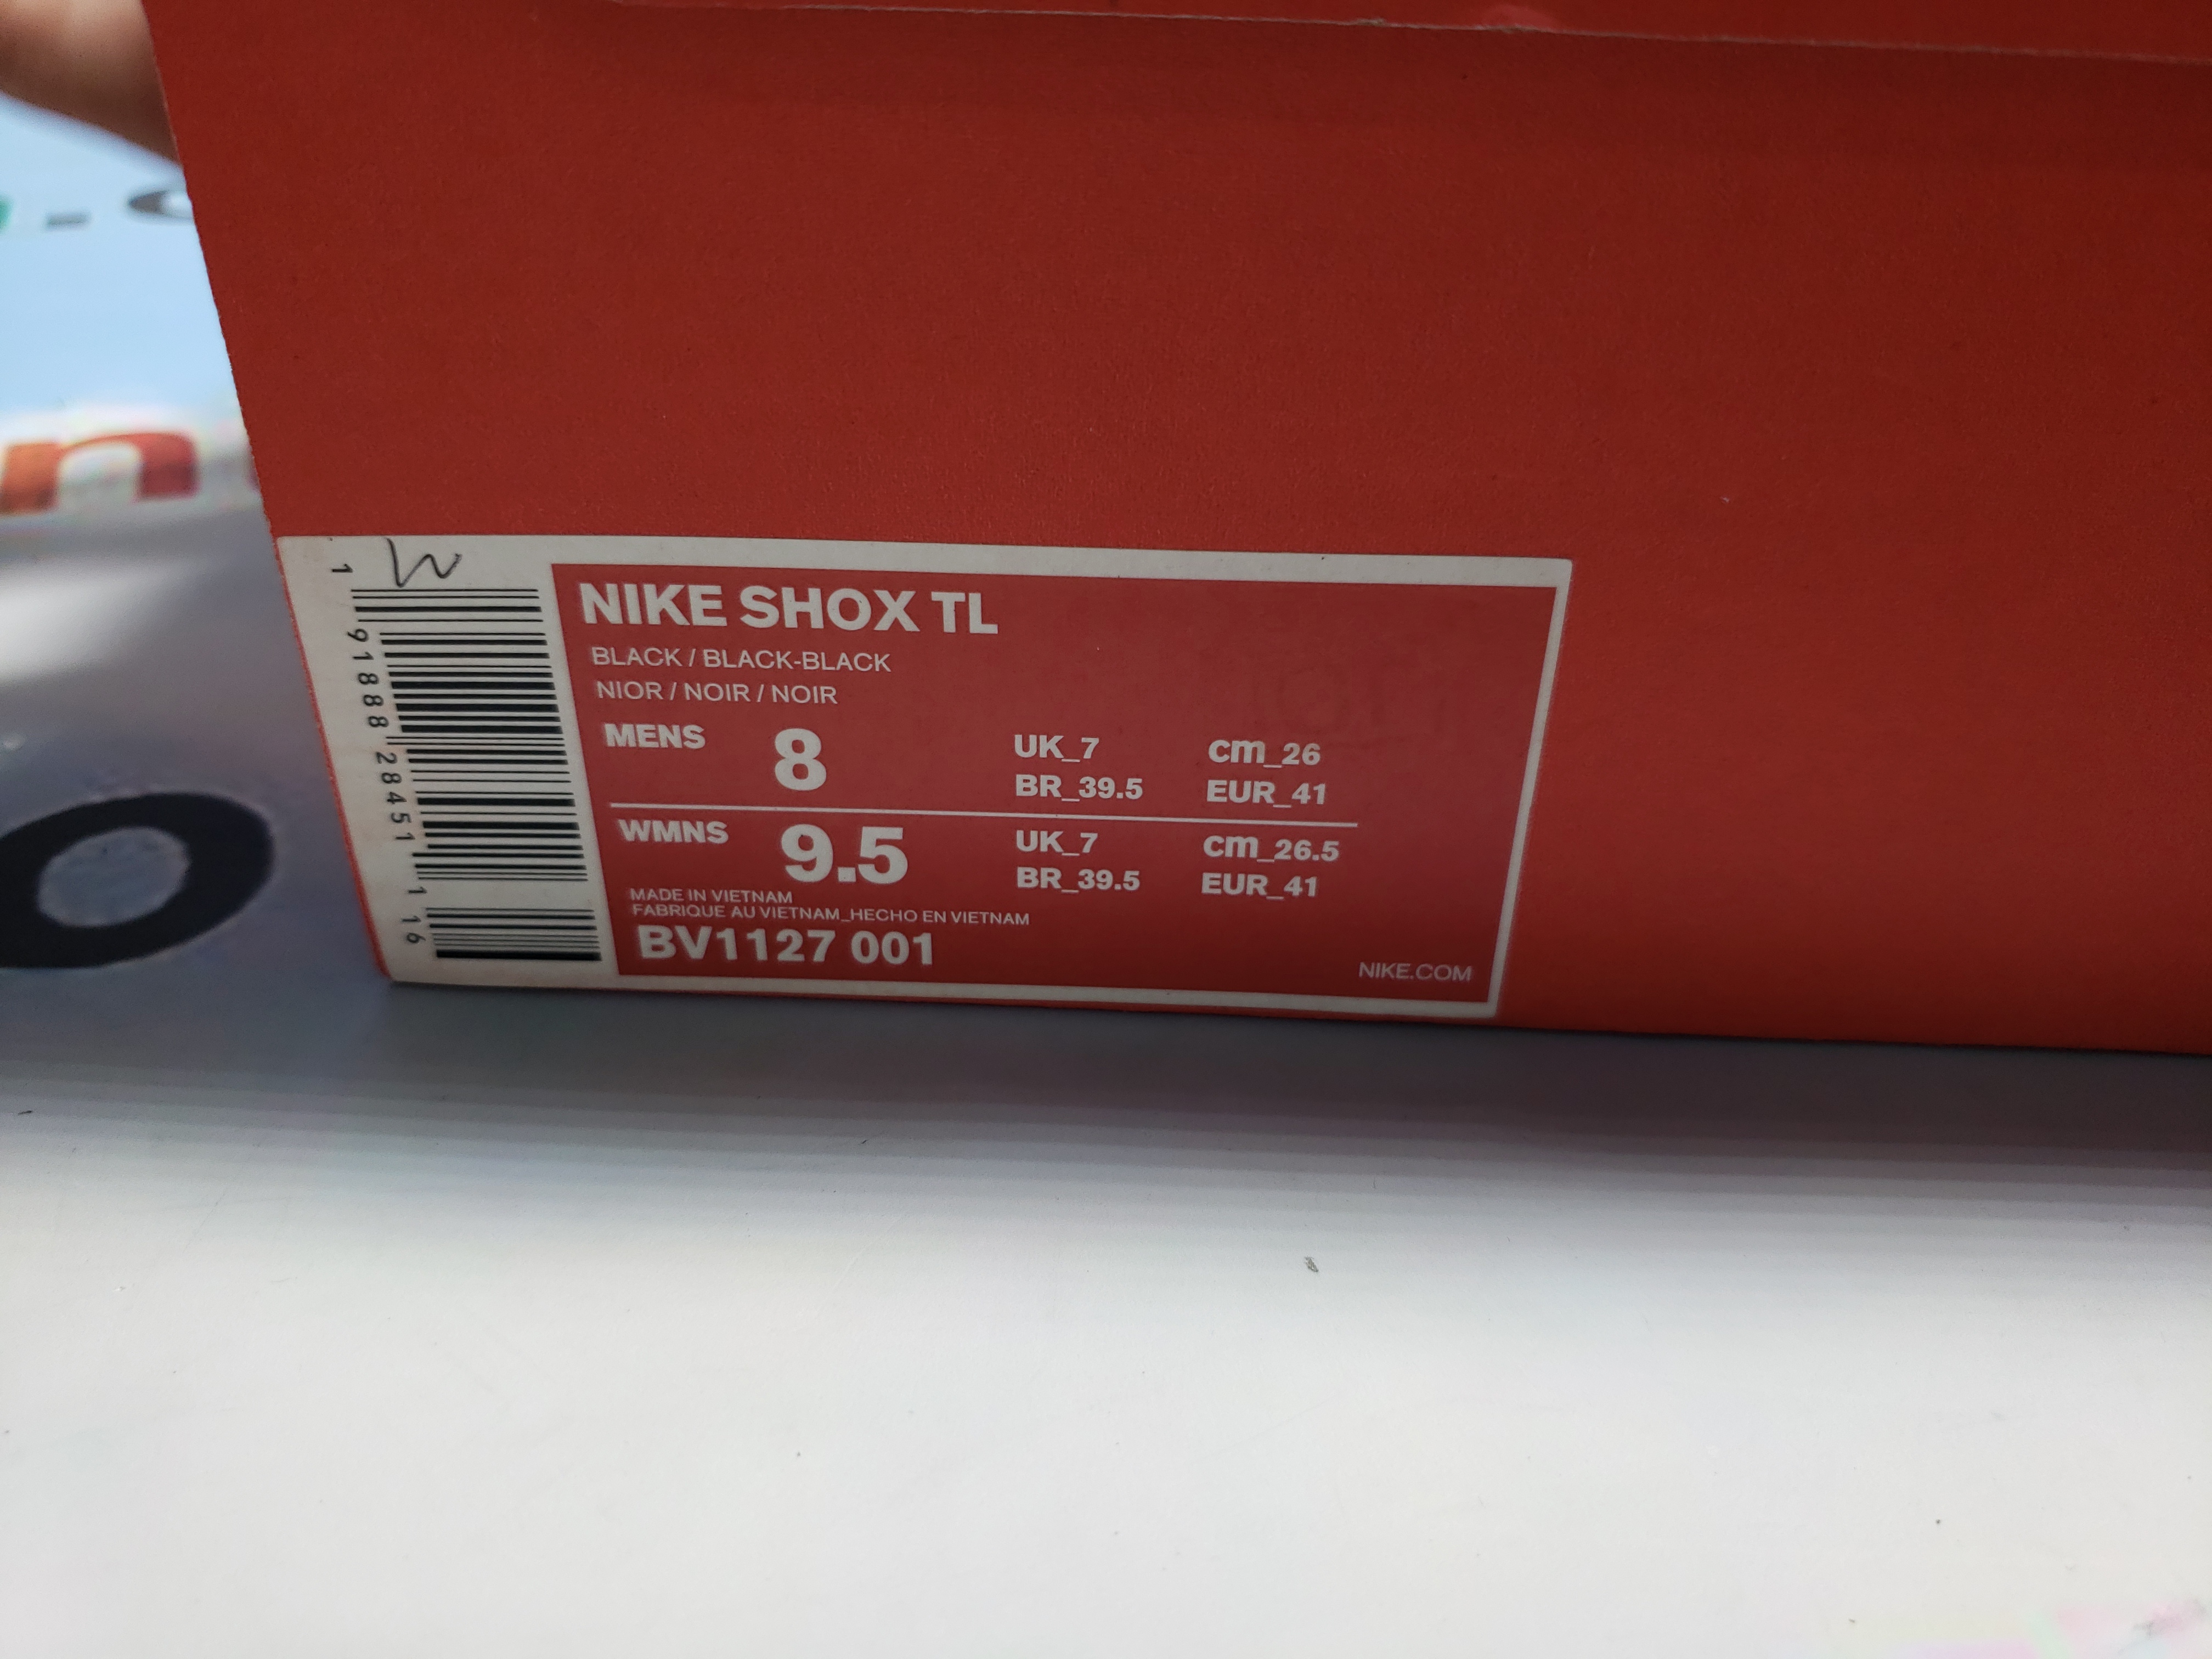 W
1 91888 28451 1 16
NIKE SHOX TL
BLACK / BLACK-BLACK
NIOR / NOIR / NOIR
MENS 8 UK_7 cm_26
BR_39.5 EUR_41
WMNS 9.5 UK_7 cm_26.5
BR_39.5 EUR_41
MADE IN VIETNAM
FABRIQUE AU VIETNAM_HECHO EN VIETNAM
BV1127 001
NIKE.COM